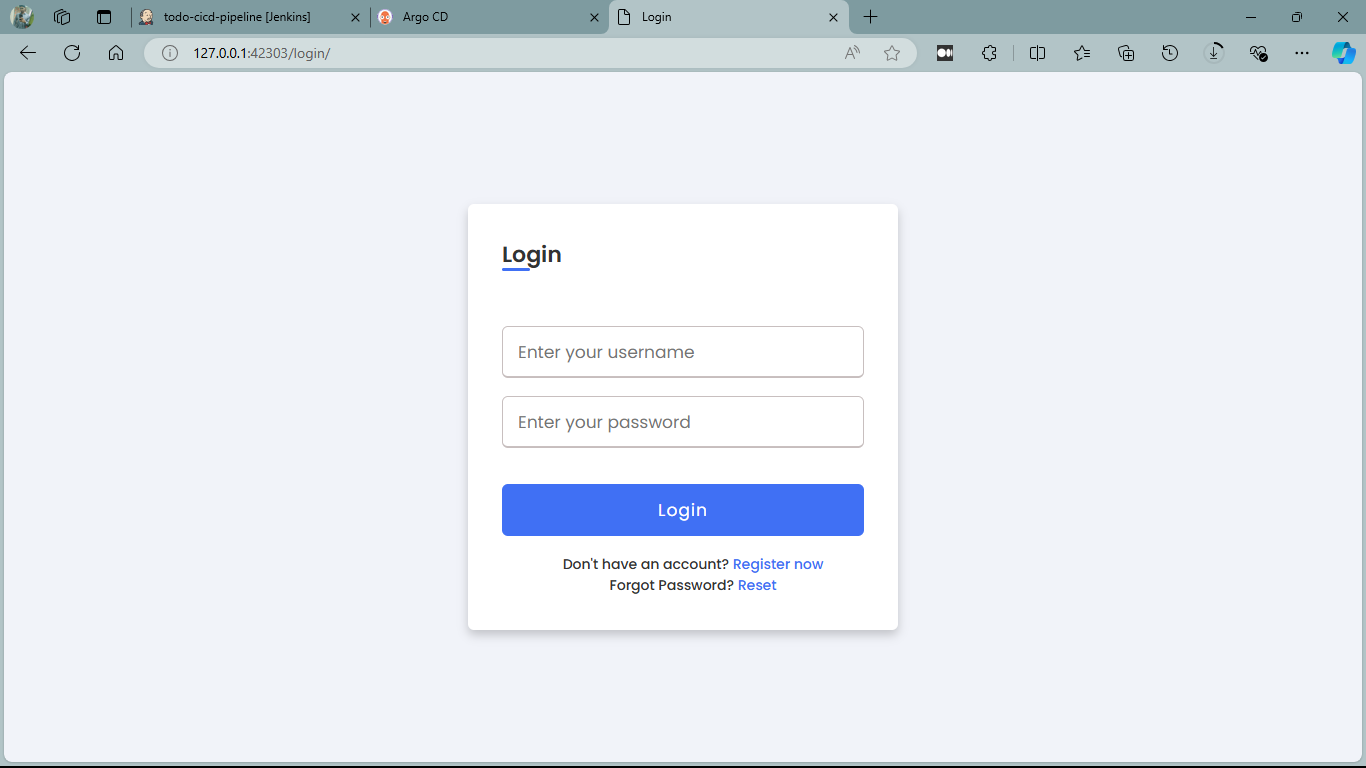 todo-cicd-pipeline [Jenkins]
Argo CD
Login
127.0.0.1:42303/login/
Login
Enter your username
Enter your password
Login
Don't have an account? Register now
Forgot Password? Reset